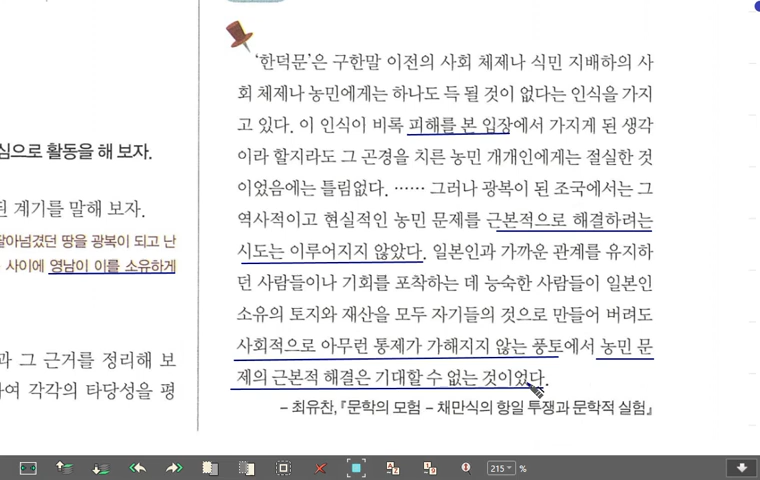 심으로 활동을 해 보자.
된 계기를 말해 보자.
팔아넘겼던 땅을 광복이 되고 난
사이에 영남이 이를 소유하게
과 그 근거를 정리해 보
하여 각각의 타당성을 평
‘한덕문’은 구한말 이전의 사회 체제나 식민 지배하의 사
회 체제나 농민에게는 하나도 득 될 것이 없다는 인식을 가지
고 있다. 이 인식이 비록 피해를 본 입장에서 가지게 된 생각
이라 할지라도 그 곤경을 치른 농민 개개인에게는 절실한 것
이었음에는 틀림없다. …… 그러나 광복이 된 조국에서는 그
역사적이고 현실적인 농민 문제를 근본적으로 해결하려는
시도는 이루어지지 않았다. 일본인과 가까운 관계를 유지하
던 사람들이나 기회를 포착하는 데 능숙한 사람들이 일본인
소유의 토지와 재산을 모두 자기들의 것으로 만들어 버려도
사회적으로 아무런 통제가 가해지지 않는 풍토에서 농민 문
제의 근본적 해결은 기대할 수 없는 것이었다.
– 최유찬, 『문학의 모험 – 채만식의 항일 투쟁과 문학적 실험』
215 %